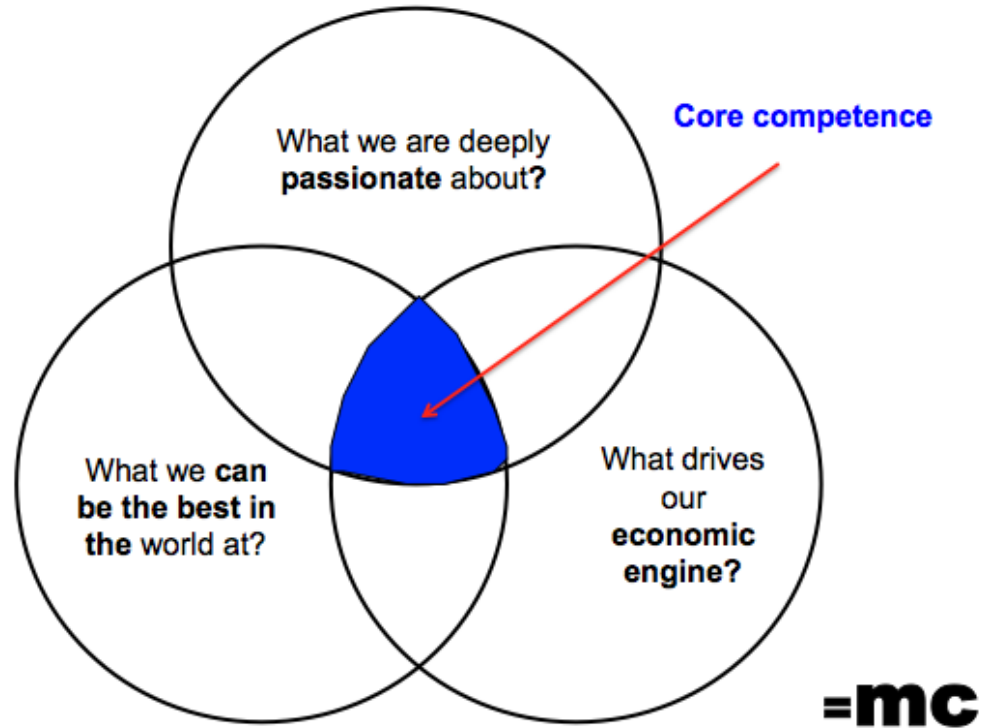 Core competence
What we are deeply
passionate about?
What we can
be the best in
the world at?
What drives
our
economic
engine?
=mc